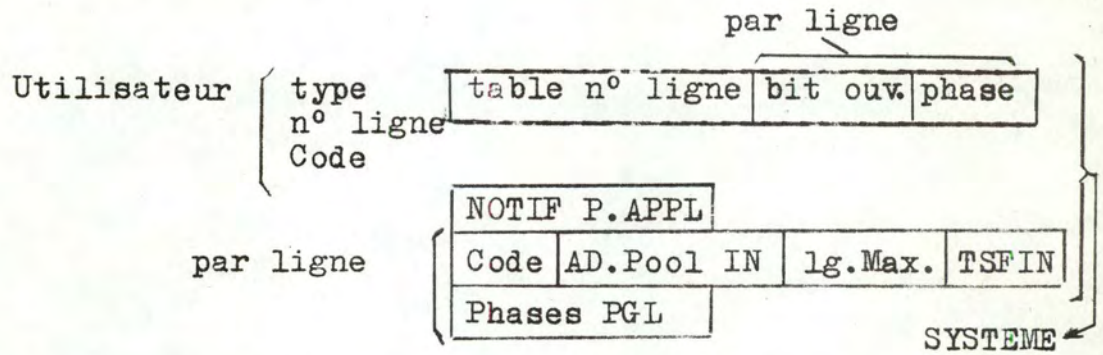 par ligne
Utilisateur type table n° ligne bit ouv. phase
n° ligne
Code
NOTIF P.APPL
par ligne Code AD.Pool IN lg.Max. TSFIN
Phases PGL
SYSTEME